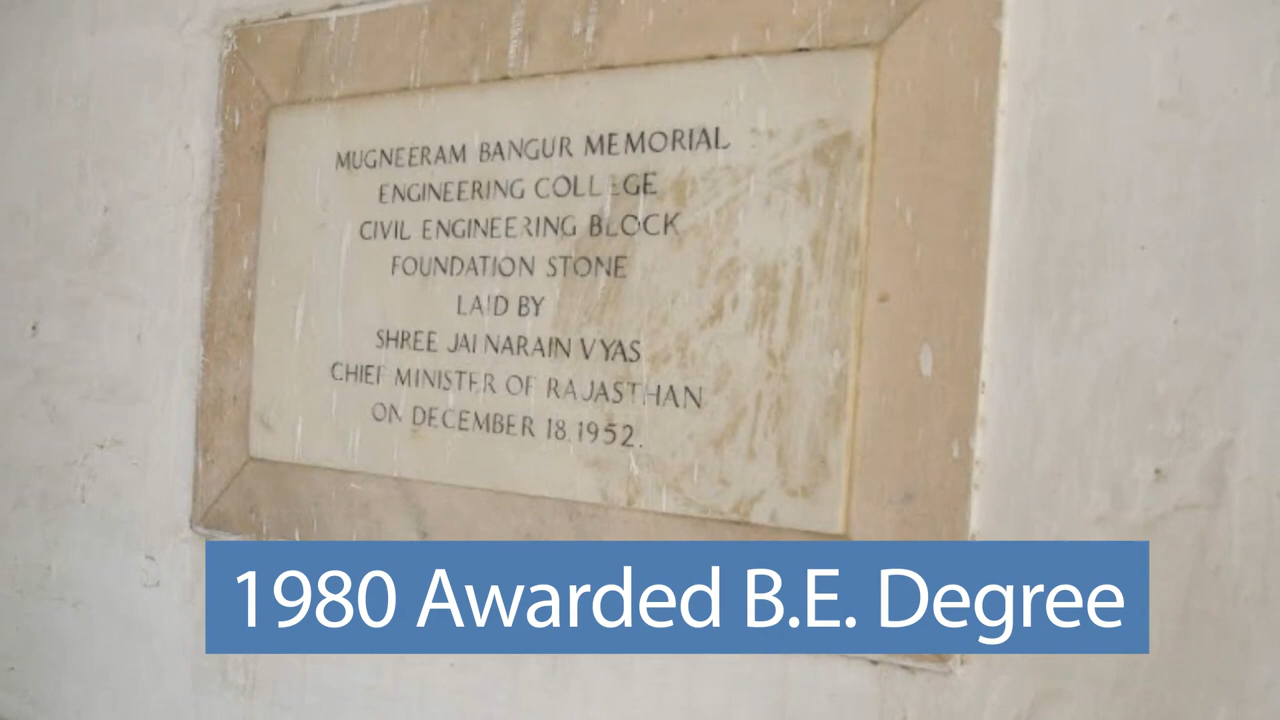 MUGNEERAM BANGUR MEMORIAL
ENGINEERING COLLEGE
CIVIL ENGINEERING BLOCK
FOUNDATION STONE
LAID BY
SHREE JAI NARAIN VYAS
CHIEF MINISTER OF RAJASTHAN
ON DECEMBER 18, 1952.
1980 Awarded B.E. Degree